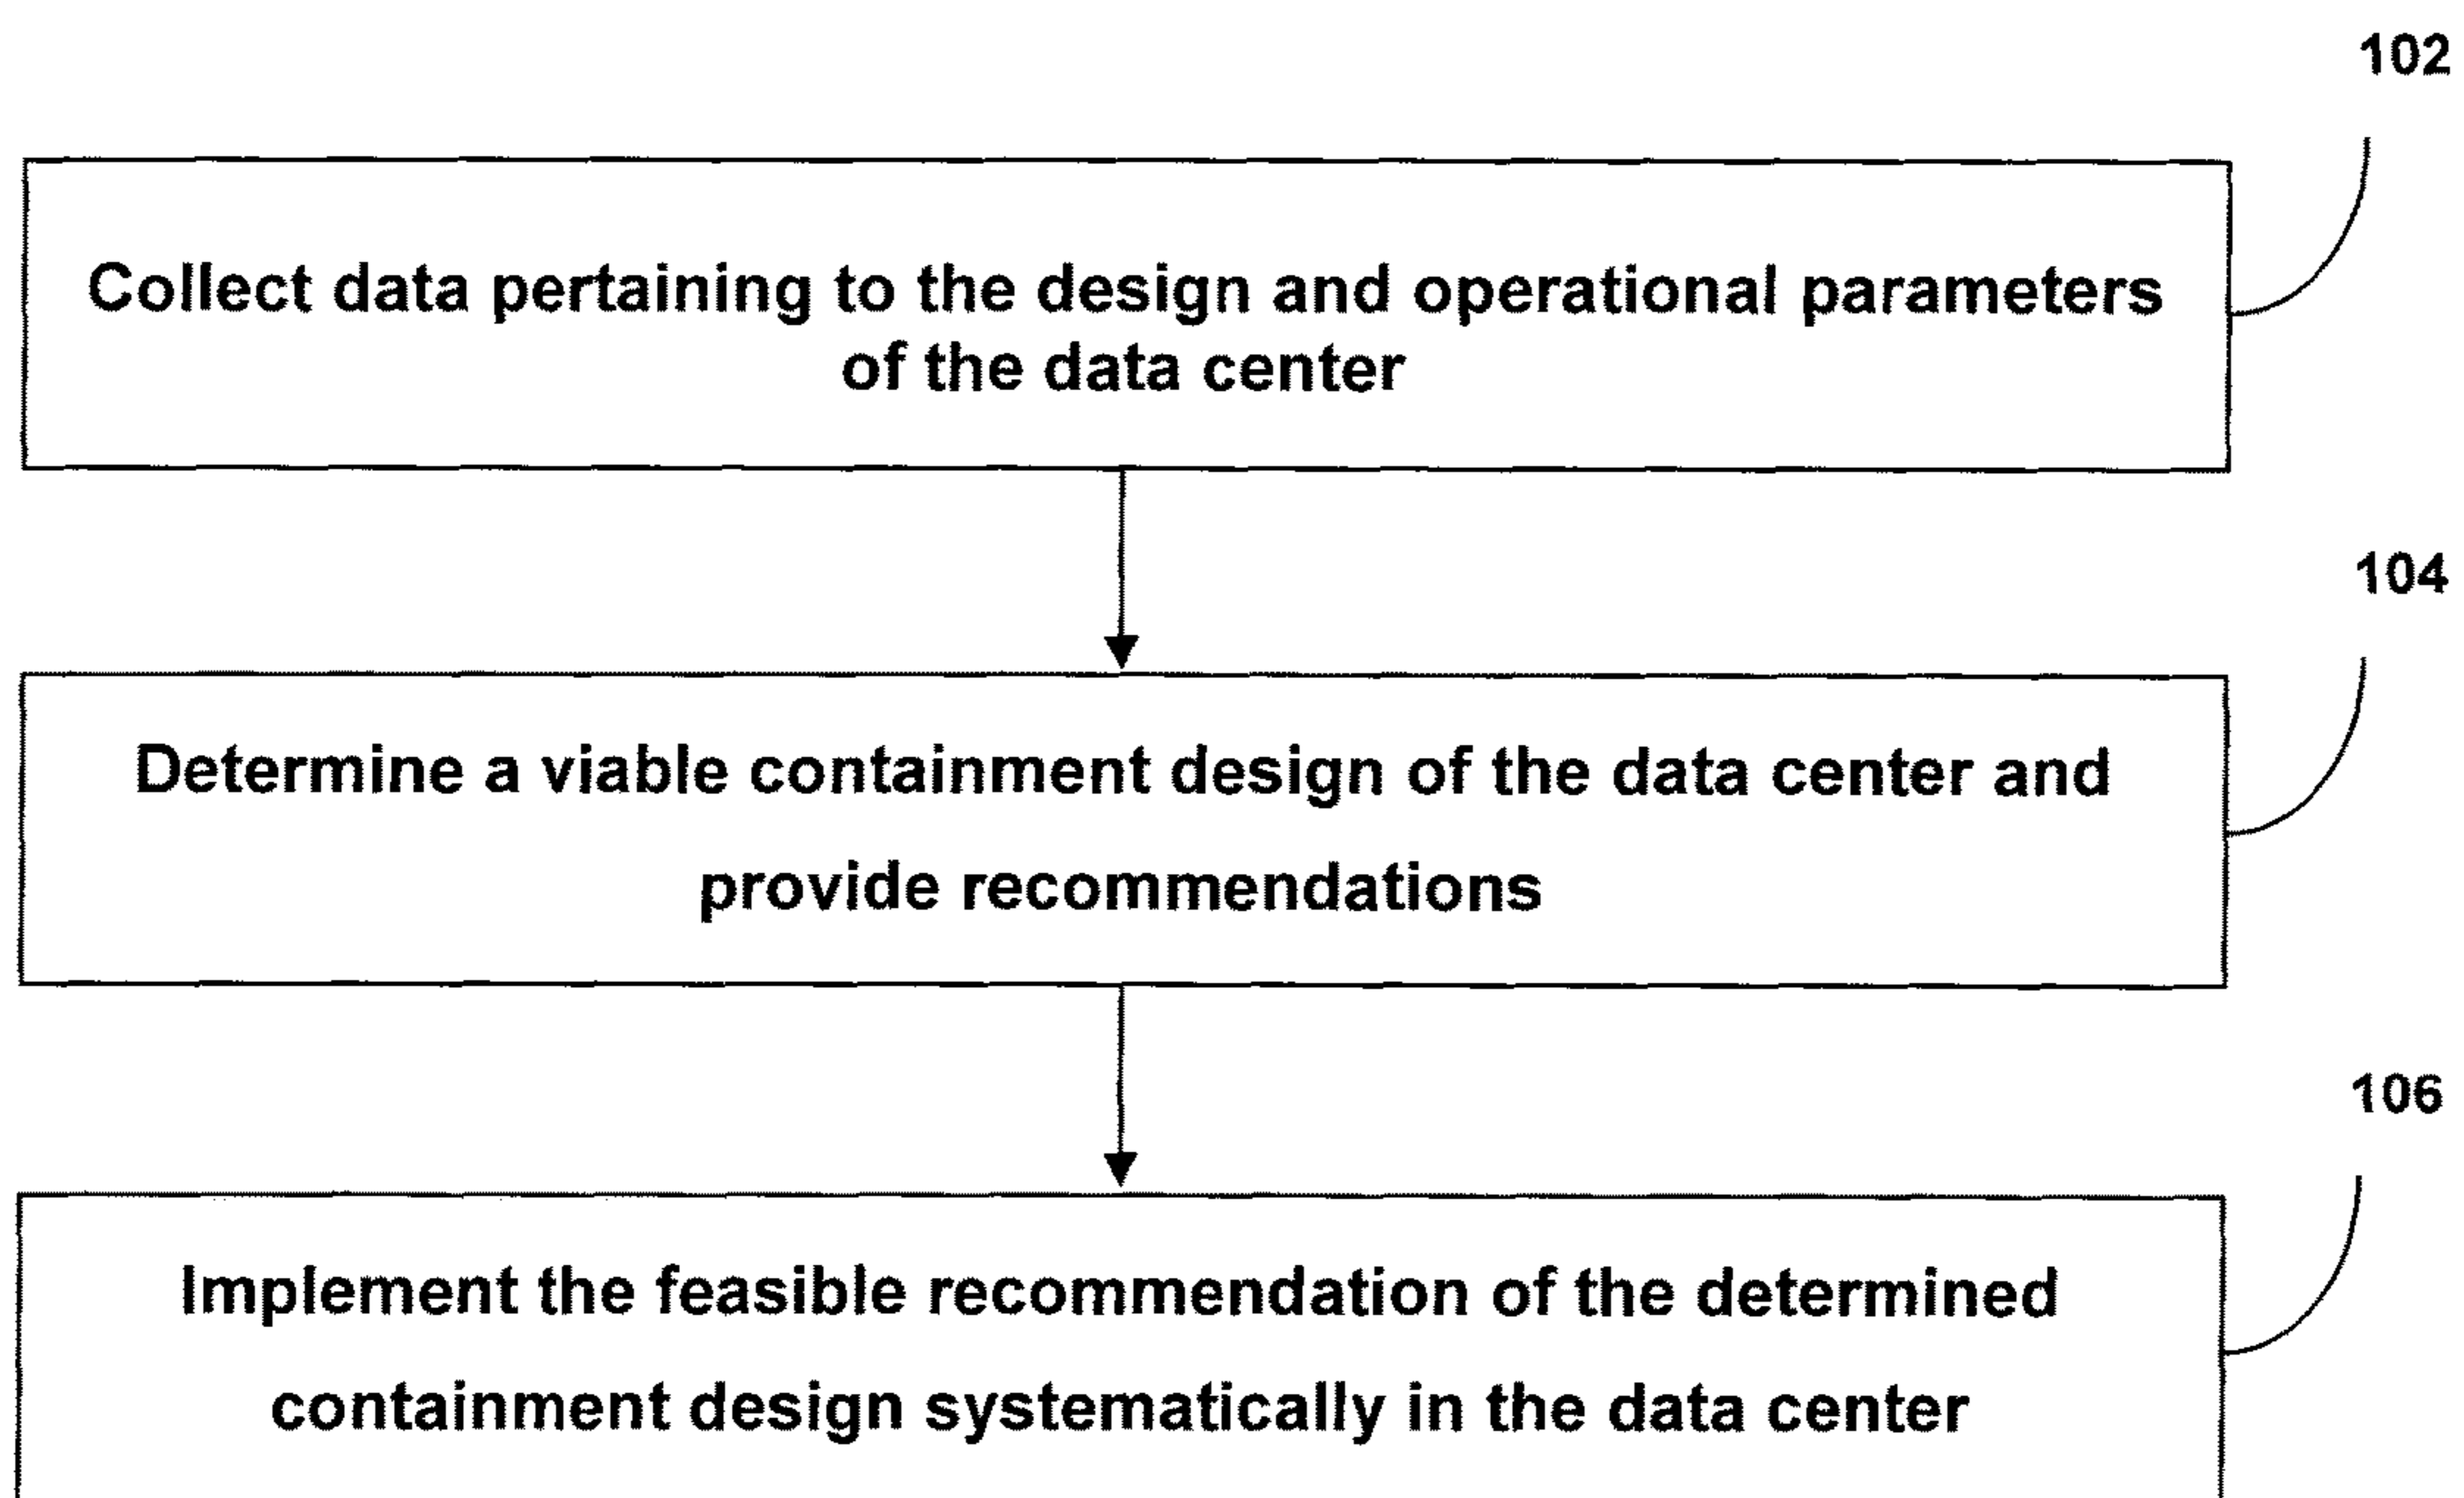 102
Collect data pertaining to the design and operational parameters
of the data center
104
Determine a viable containment design of the data center and
provide recommendations
106
Implement the feasible recommendation of the determined
containment design systematically in the data center